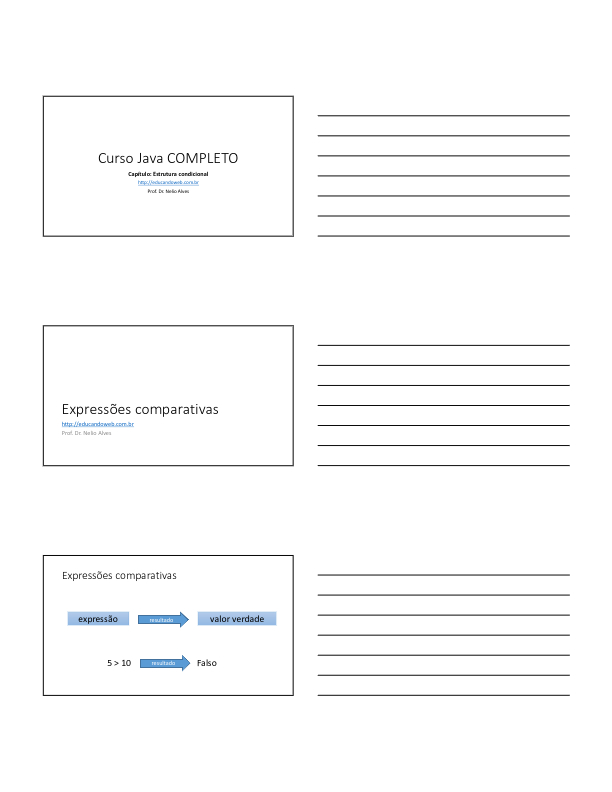 Curso Java COMPLETO
Capítulo: Estrutura condicional
http://educandoweb.com.br
Prof. Dr. Nelio Alves
Expressões comparativas
http://educandoweb.com.br
Prof. Dr. Nelio Alves
Expressões comparativas
expressão resultado valor verdade
5 > 10 resultado Falso